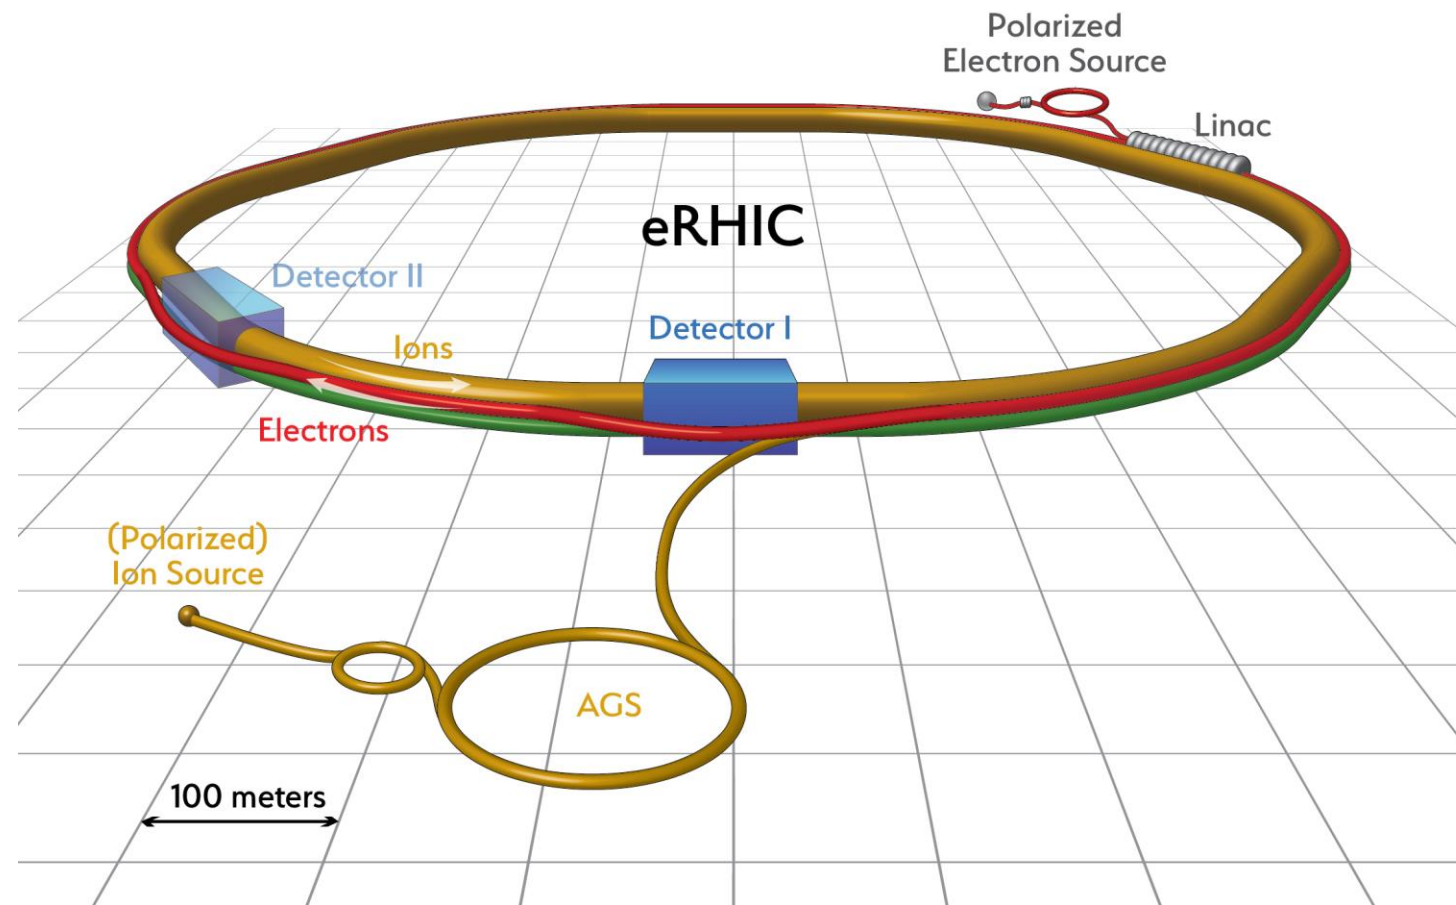 Polarized
Electron Source
Linac
eRHIC
Detector II
Detector I
Ions
Electrons
(Polarized)
Ion Source
AGS
100 meters